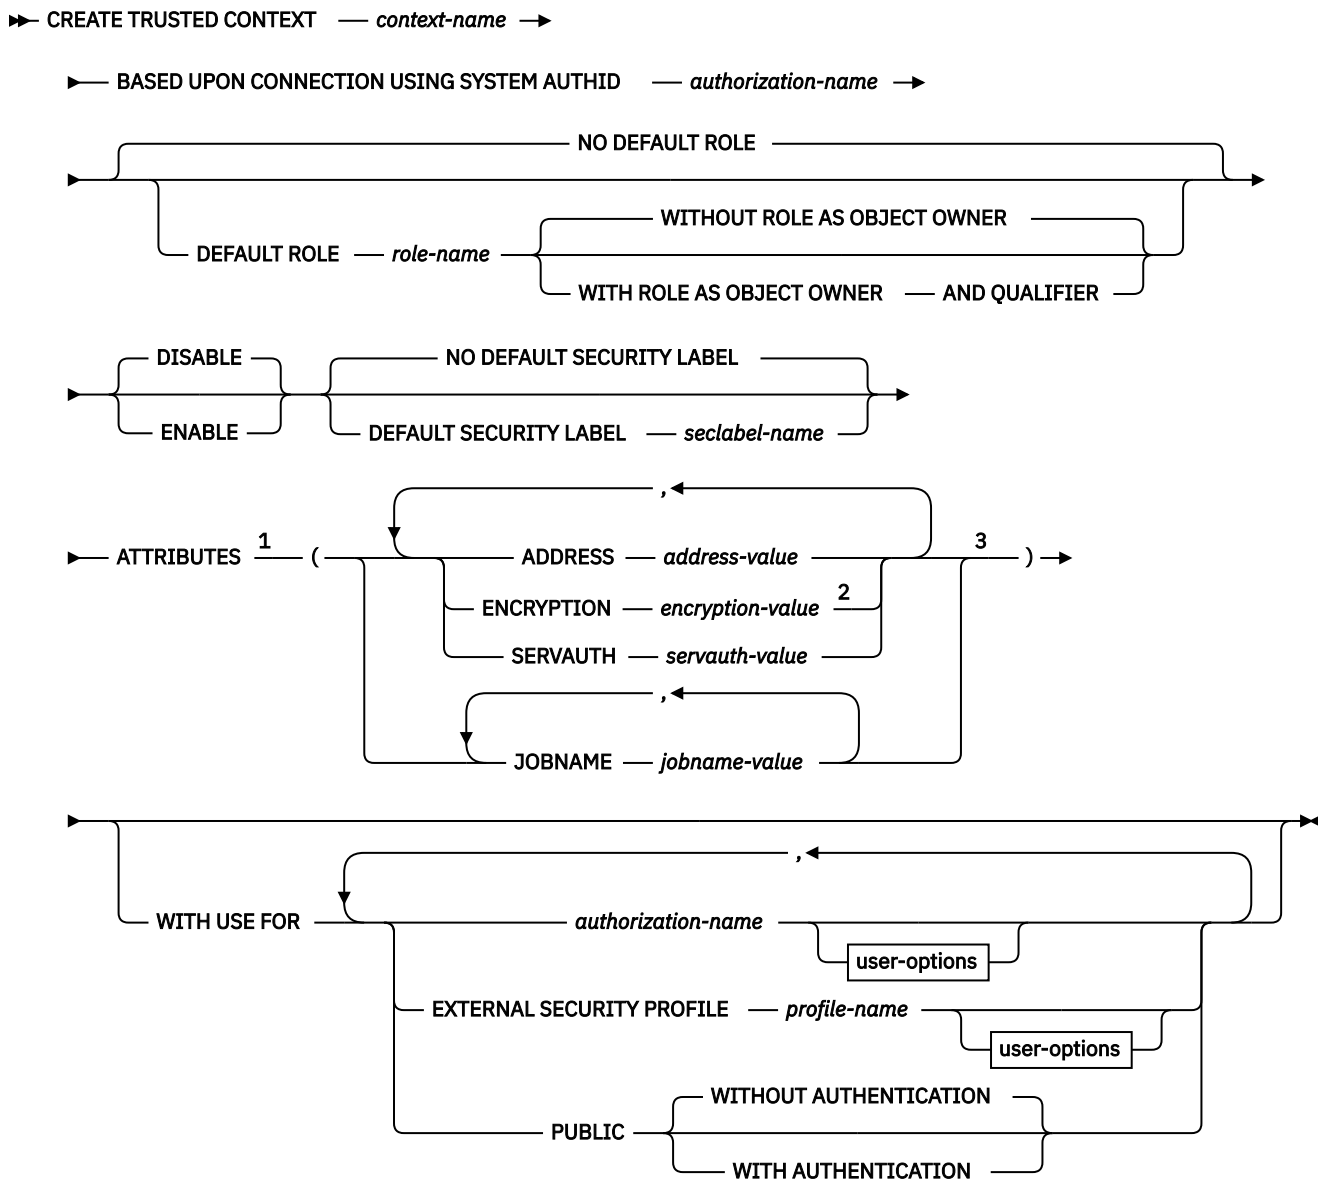 CREATE TRUSTED CONTEXT context-name
BASED UPON CONNECTION USING SYSTEM AUTHID authorization-name
NO DEFAULT ROLE
WITHOUT ROLE AS OBJECT OWNER
DEFAULT ROLE role-name
WITH ROLE AS OBJECT OWNER AND QUALIFIER
DISABLE NO DEFAULT SECURITY LABEL
ENABLE DEFAULT SECURITY LABEL seclabel-name
,
ATTRIBUTES 1 ( ADDRESS address-value 3 )
ENCRYPTION encryption-value 2
SERVAUTH servauth-value
,
JOBNAME jobname-value
,
WITH USE FOR authorization-name
user-options
EXTERNAL SECURITY PROFILE profile-name
user-options
WITHOUT AUTHENTICATION
PUBLIC
WITH AUTHENTICATION